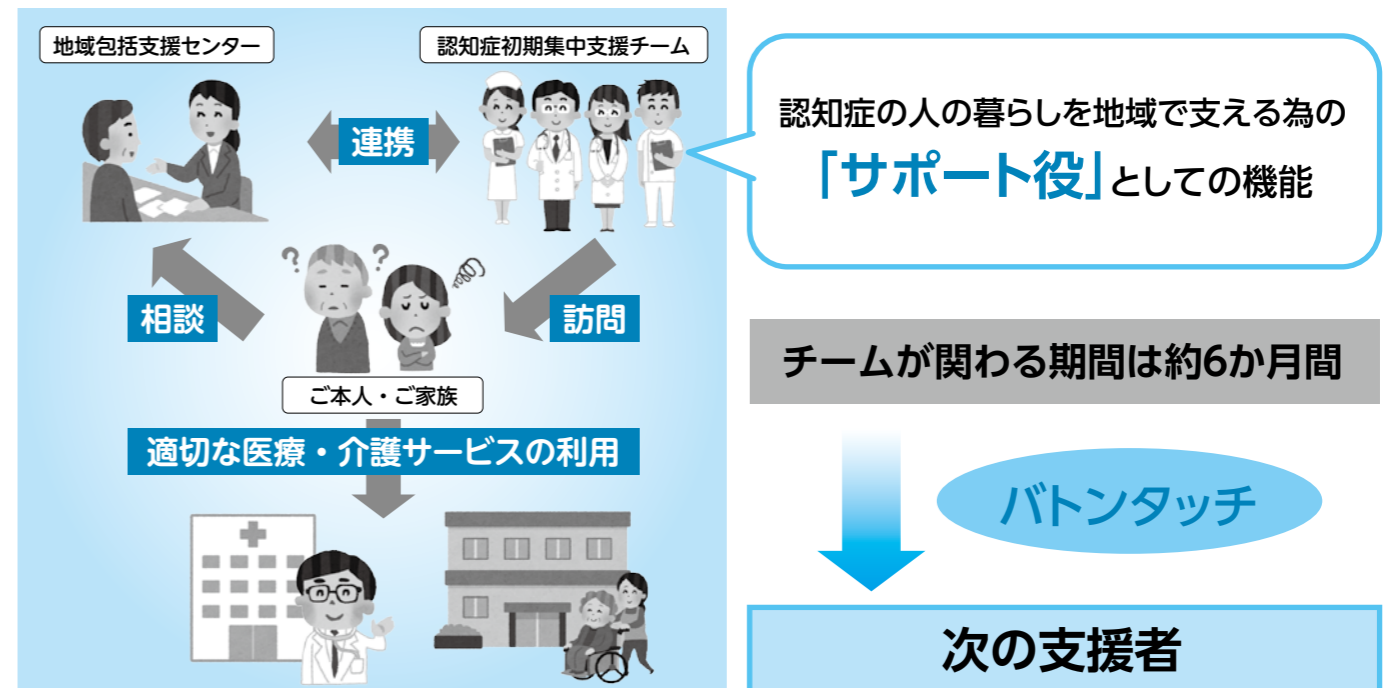 地域包括支援センター
認知症初期集中支援チーム
連携
相談
訪問
ご本人・ご家族
適切な医療・介護サービスの利用
認知症の人の暮らしを地域で支える為の
「サポート役」としての機能
チームが関わる期間は約6か月間
バトンタッチ
次の支援者